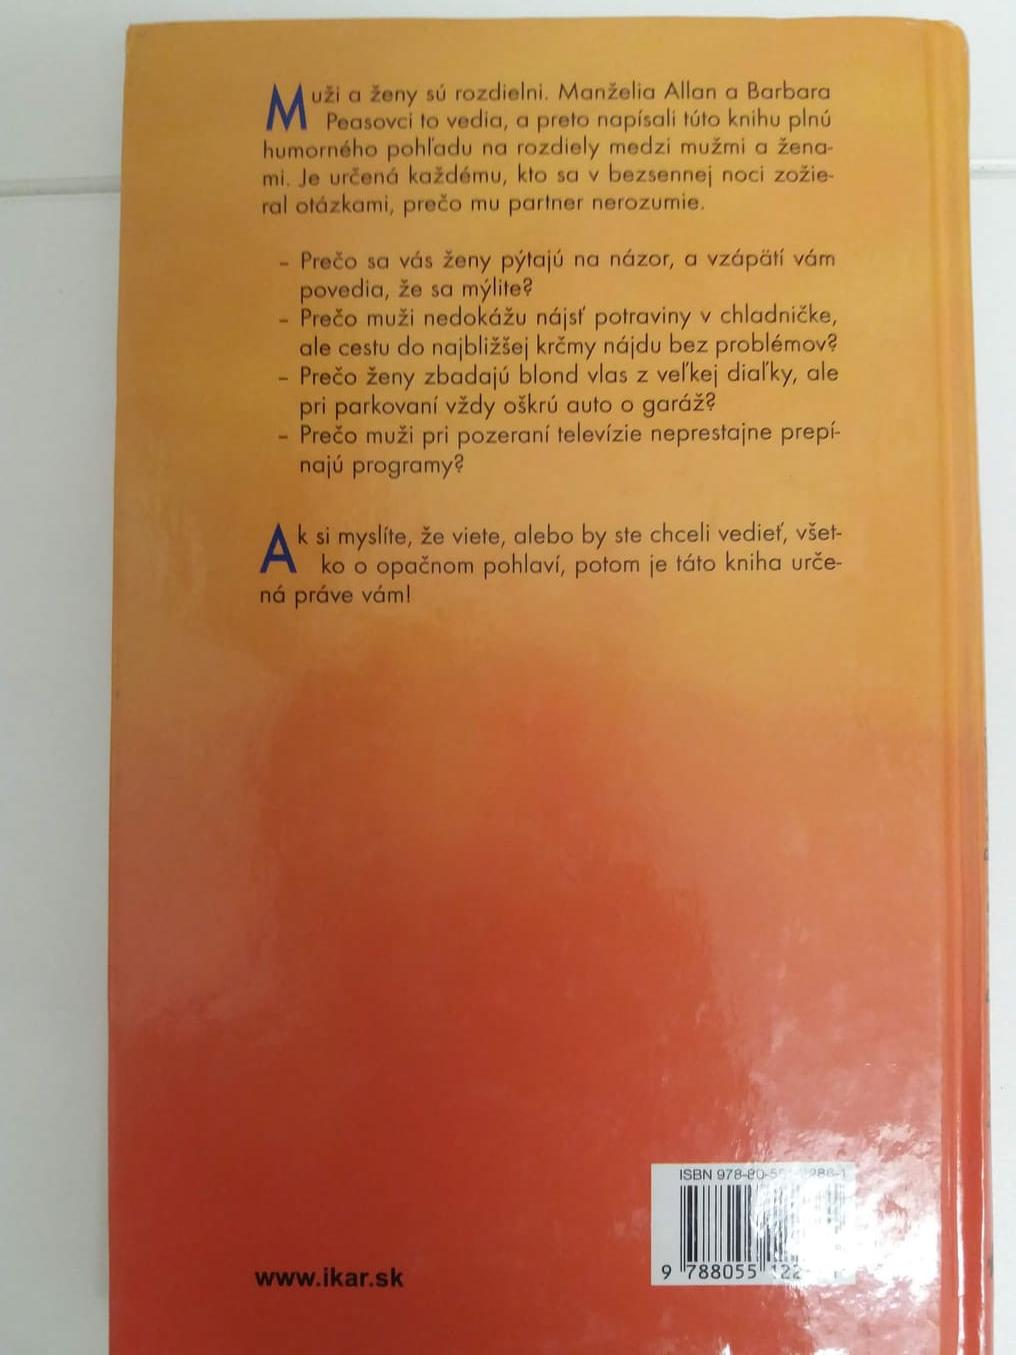 Muži a ženy sú rozdielni. Manželia Allan a Barbara
Peasovci to vedia, a preto napísali túto knihu plnú
humorného pohľadu na rozdiely medzi mužmi a žena-
mi. Je určená každému, kto sa v bezsennej noci zožie-
ral otázkami, prečo mu partner nerozumie.
– Prečo sa vás ženy pýtajú na názor, a vzápätí vám
povedia, že sa mýlite?
– Prečo muži nedokážu nájsť potraviny v chladničke,
ale cestu do najbližšej krčmy nájdu bez problémov?
– Prečo ženy zbadajú blond vlas z veľkej diaľky, ale
pri parkovaní vždy oškrú auto o garáž?
– Prečo muži pri pozeraní televízie neprestajne prepí-
najú programy?
Ak si myslíte, že viete, alebo by ste chceli vedieť, všet-
ko o opačnom pohlaví, potom je táto kniha urče-
ná práve vám!
ISBN
9 788055
www.ikar.sk